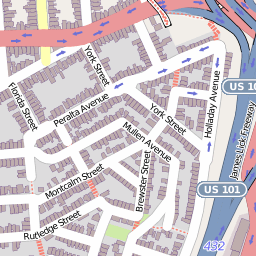 York Street
Florida Street
Peralta Avenue
US 10
York Street
Holladay Avenue
Mullen Avenue
James Lick Freeway
Brewster Street
Montcalm Street
US 101
Rutledge Street
432